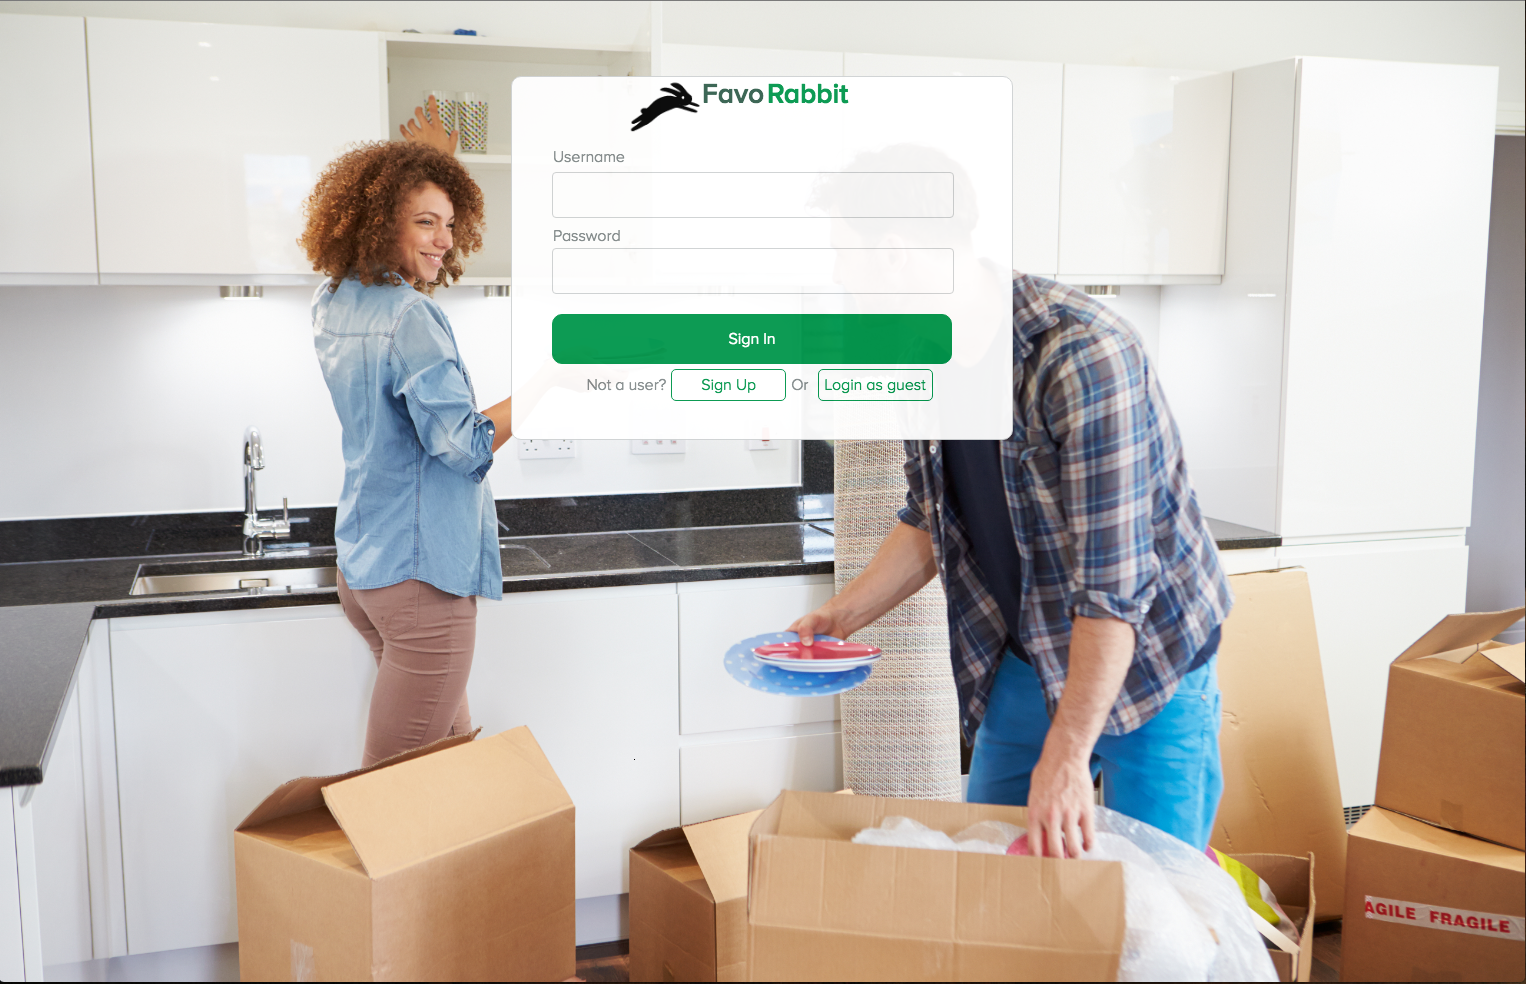 Favo Rabbit
Username
Password
Sign In
Not a user? Sign Up Or Login as guest
AGILE FRAGILE